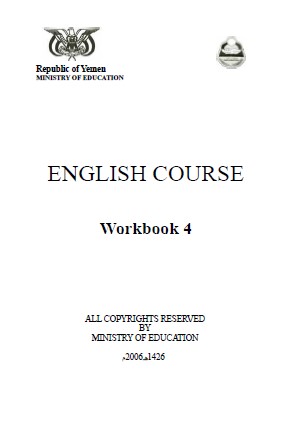 Republic of Yemen
MINISTRY OF EDUCATION
ENGLISH COURSE
Workbook 4
ALL COPYRIGHTS RESERVED
BY
MINISTRY OF EDUCATION
1426هـ2006م